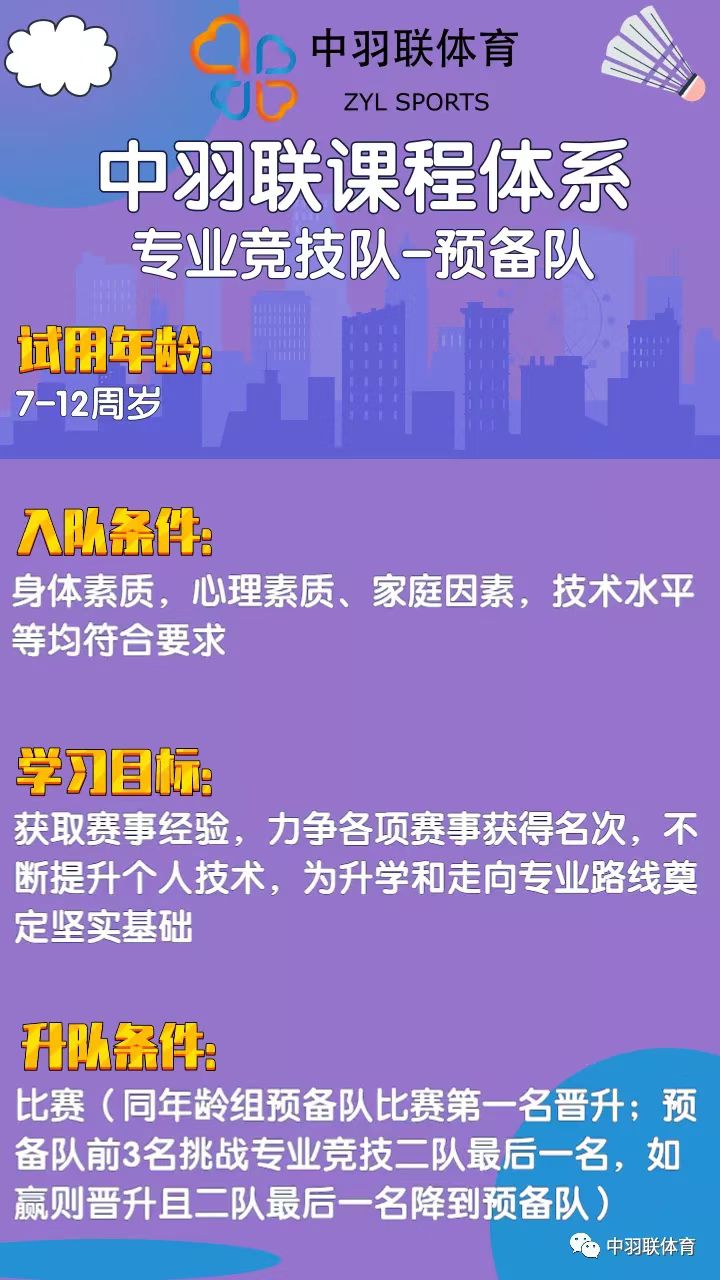 中羽联体育
ZYL SPORTS
中羽联课程体系
专业竞技队-预备队
试用年龄:
7-12周岁
入队条件:
身体素质，心理素质、家庭因素，技术水平
等均符合要求
学习目标:
获取赛事经验，力争各项赛事获得名次，不
断提升个人技术，为升学和走向专业路线奠
定坚实基础
升队条件:
比赛（同年龄组预备队比赛第一名晋升；预
备队前3名挑战专业竞技二队最后一名，如
赢则晋升且二队最后一名降到预备队）
中羽联体育